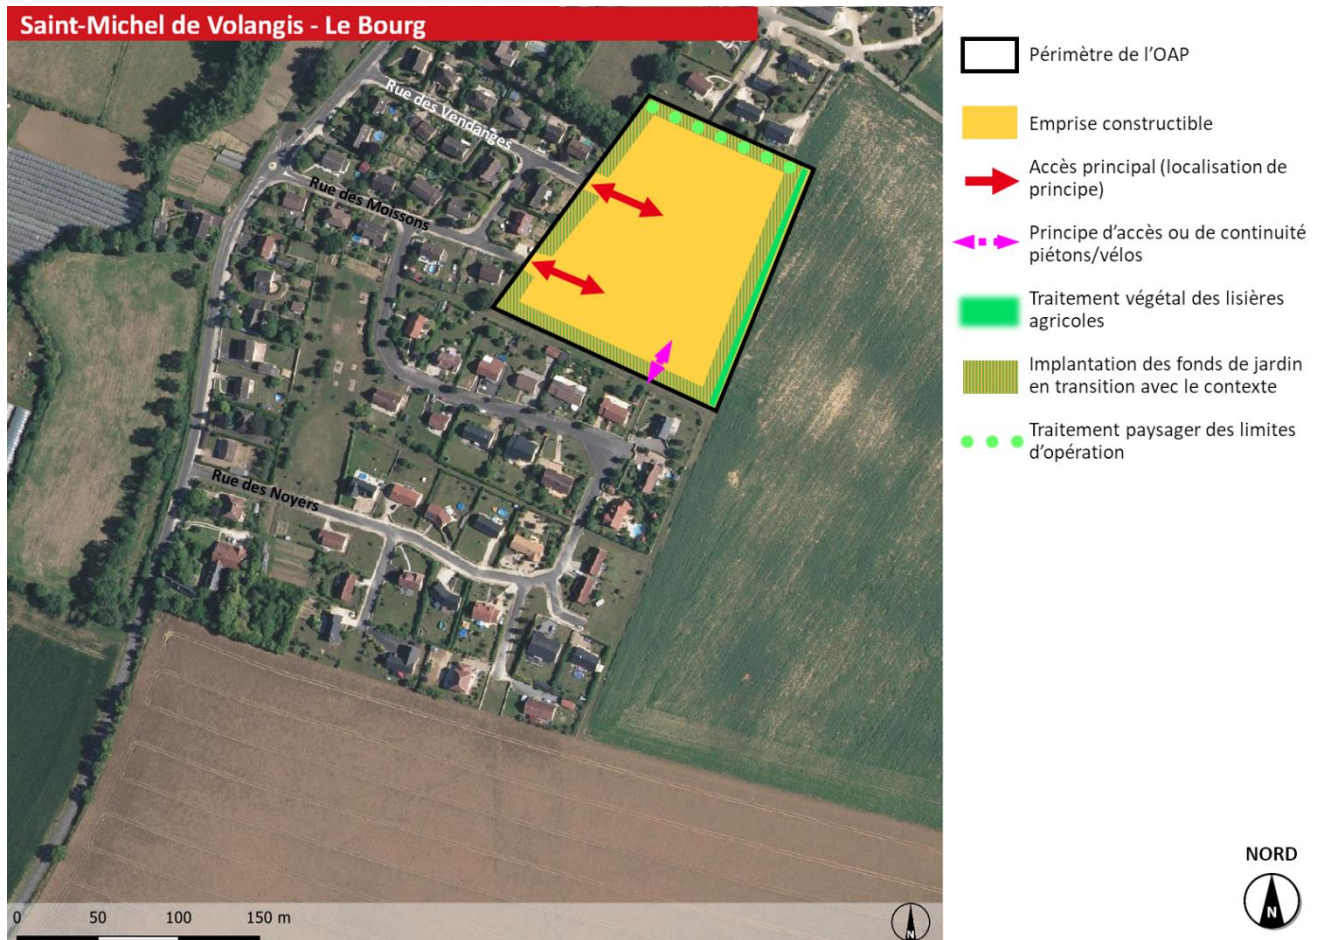 Saint-Michel de Volangis - Le Bourg
Rue des Vendanges
Rue des Moissons
Rue des Noyers
0 50 100 150 m
N
Périmètre de l'OAP
Emprise constructible
Accès principal (localisation de
principe)
Principe d'accès ou de continuité
piétons/vélos
Traitement végétal des lisières
agricoles
Implantation des fonds de jardin
en transition avec le contexte
Traitement paysager des limites
d'opération
NORD
N